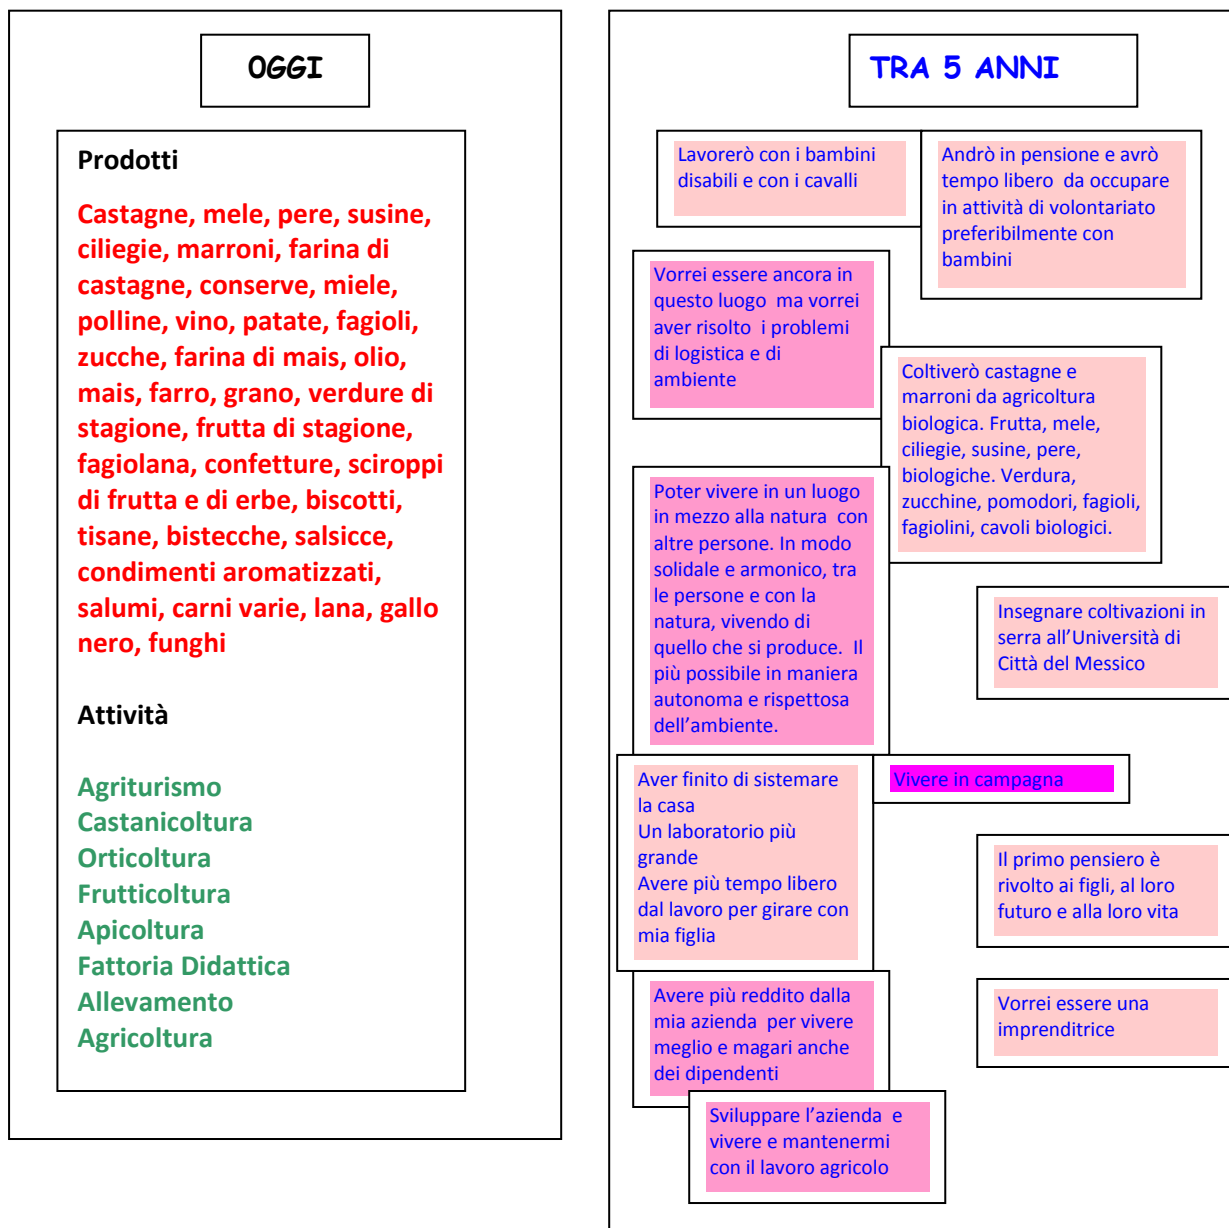 OGGI
Prodotti
Castagne, mele, pere, susine,
ciliegie, marroni, farina di
castagne, conserve, miele,
polline, vino, patate, fagioli,
zucche, farina di mais, olio,
mais, farro, grano, verdure di
stagione, frutta di stagione,
fagiolana, confetture, sciroppi
di frutta e di erbe, biscotti,
tisane, bistecche, salsicce,
condimenti aromatizzati,
salumi, carni varie, lana, gallo
nero, funghi
Attività
Agriturismo
Castanicoltura
Orticoltura
Frutticoltura
Apicoltura
Fattoria Didattica
Allevamento
Agricoltura
TRA 5 ANNI
Lavorerò con i bambini
disabili e con i cavalli
Andrò in pensione e avrò
tempo libero da occupare
in attività di volontariato
preferibilmente con
bambini
Vorrei essere ancora in
questo luogo ma vorrei
aver risolto i problemi
di logistica e di
ambiente
Coltiverò castagne e
marroni da agricoltura
biologica. Frutta, mele,
ciliegie, susine, pere,
biologiche. Verdura,
zucchine, pomodori, fagioli,
fagiolini, cavoli biologici.
Poter vivere in un luogo
in mezzo alla natura con
altre persone. In modo
solidale e armonico, tra
le persone e con la
natura, vivendo di
quello che si produce. Il
più possibile in maniera
autonoma e rispettosa
dell'ambiente.
Insegnare coltivazioni in
serra all'Università di
Città del Messico
Aver finito di sistemare
la casa
Un laboratorio più
grande
Avere più tempo libero
dal lavoro per girare con
mia figlia
Vivere in campagna
Il primo pensiero è
rivolto ai figli, al loro
futuro e alla loro vita
Avere più reddito dalla
mia azienda per vivere
meglio e magari anche
dei dipendenti
Vorrei essere una
imprenditrice
Sviluppare l'azienda e
vivere e mantenermi
con il lavoro agricolo